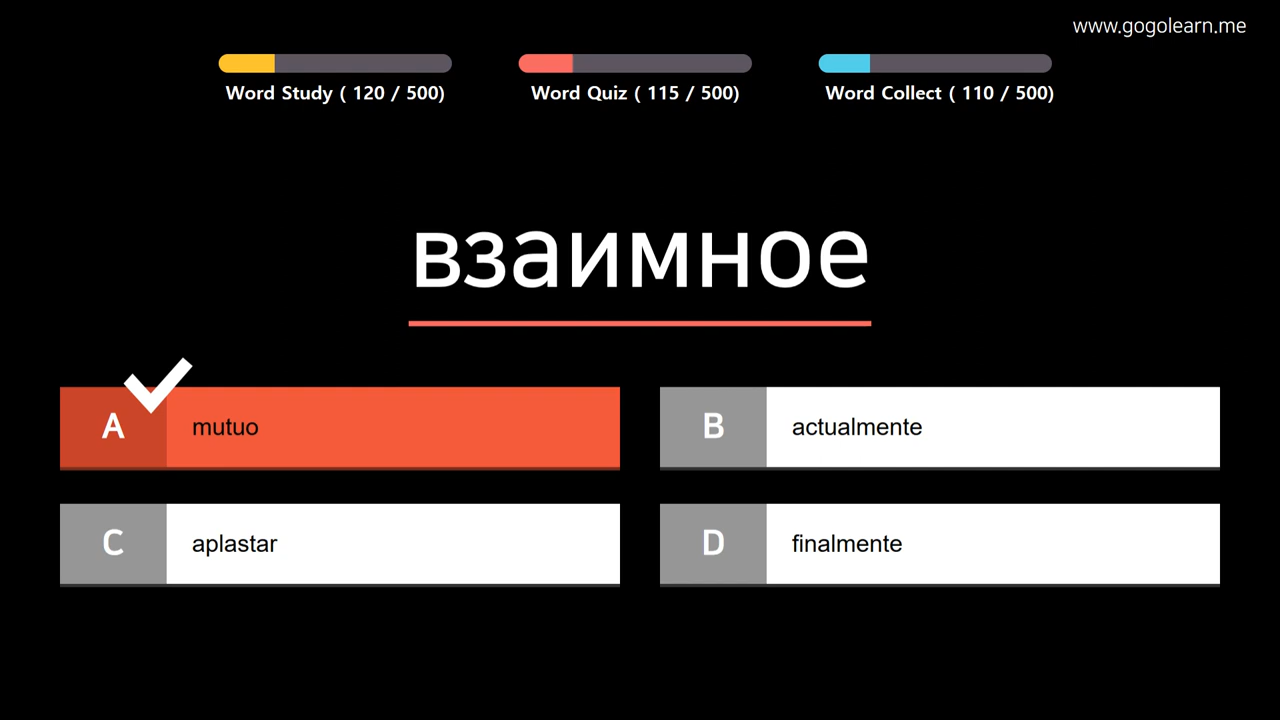 www.gogolearn.me
Word Study ( 120 / 500)
Word Quiz ( 115 / 500)
Word Collect ( 110 / 500)
взаимное
A mutuo
B actualmente
C aplastar
D finalmente